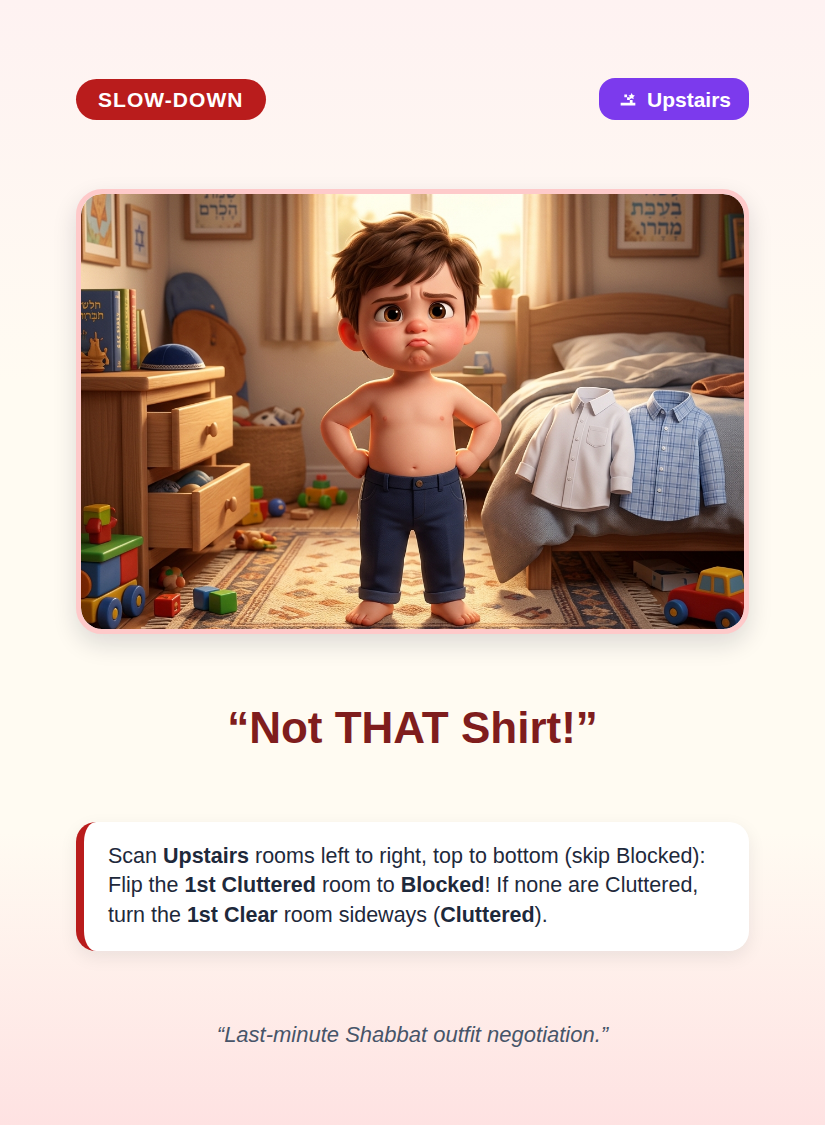 SLOW-DOWN
Upstairs
בעבת
מהרו.
“Not THAT Shirt!”
Scan Upstairs rooms left to right, top to bottom (skip Blocked):
Flip the 1st Cluttered room to Blocked! If none are Cluttered,
turn the 1st Clear room sideways (Cluttered).
“Last-minute Shabbat outfit negotiation.”